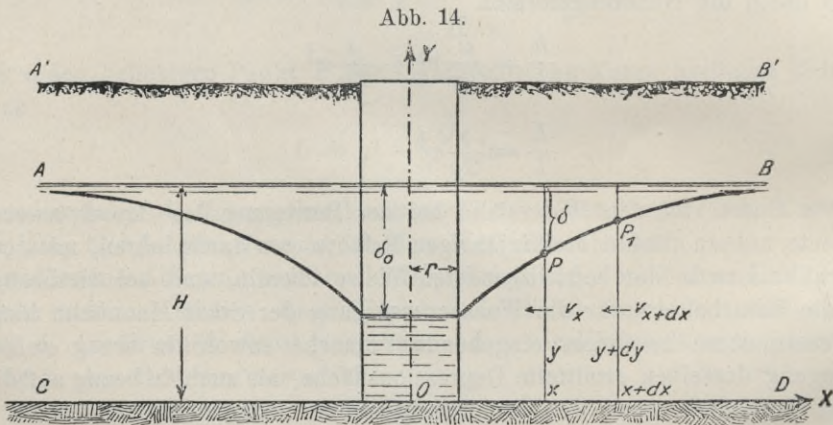 Abb. 14.
Y
A' B'
A B
δ
δ₀ P₁
r P
H
vₓ vₓ₊dx
y y+dy
C O x x+dx D X